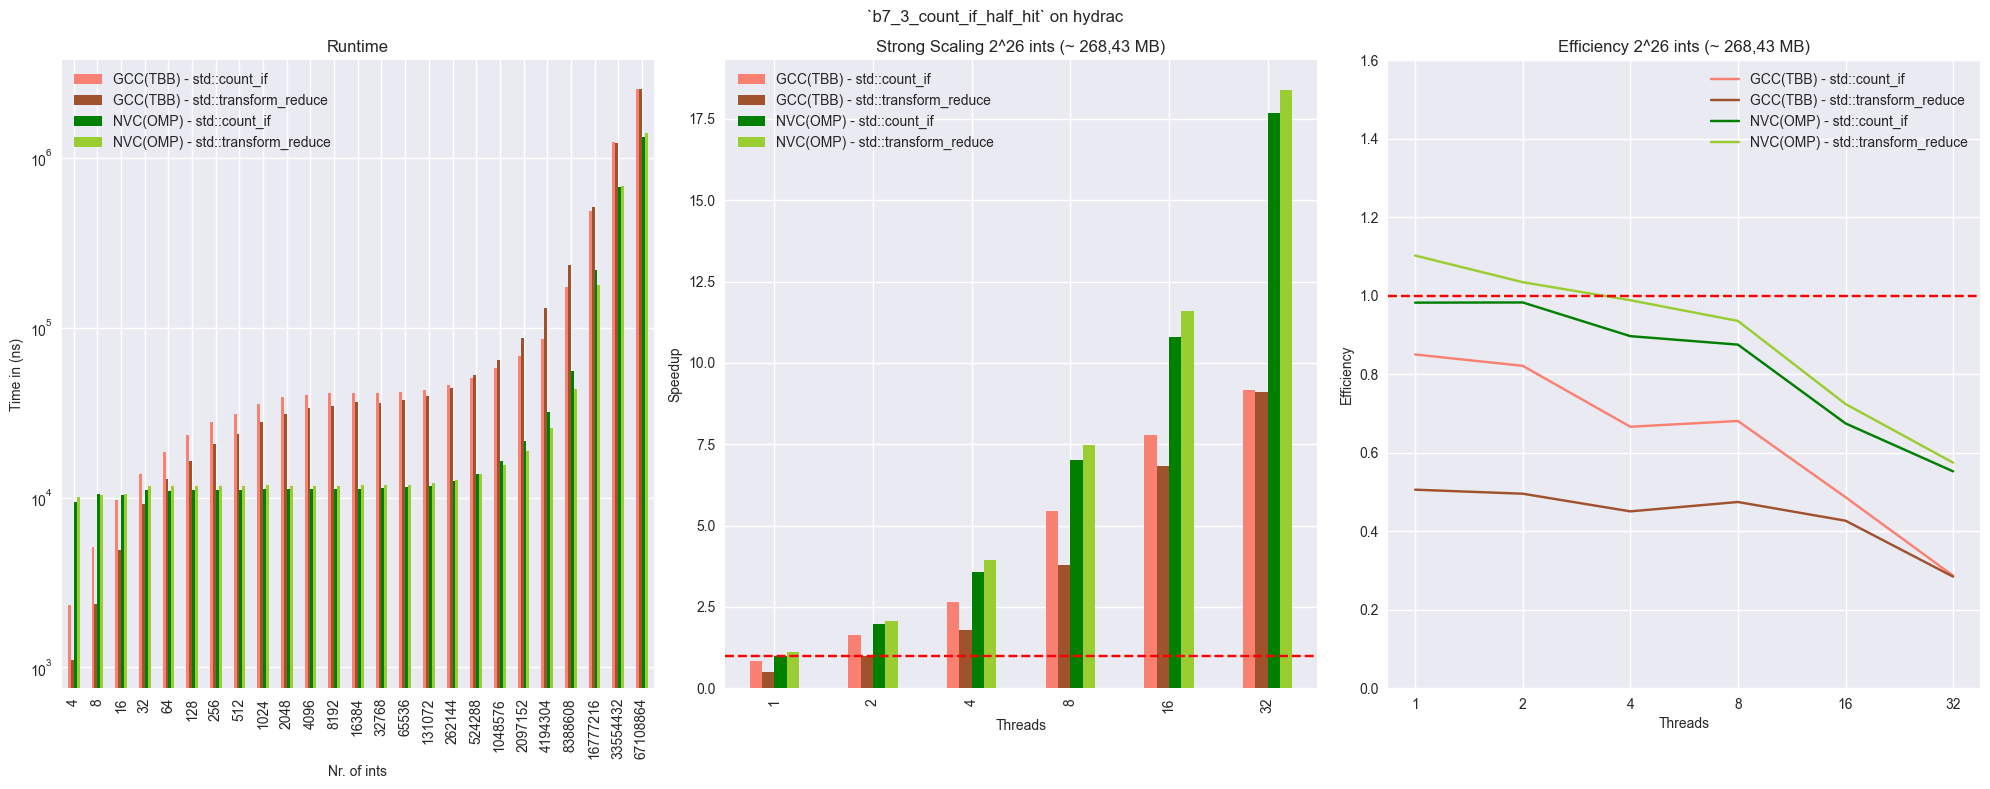 `b7_3_count_if_half_hit` on hydrac
Runtime
GCC(TBB) - std::count_if
GCC(TBB) - std::transform_reduce
NVC(OMP) - std::count_if
NVC(OMP) - std::transform_reduce
10^6
10^5
10^4
10^3
Time in (ns)
4 8 16 32 64 128 256 512 1024 2048 4096 8192 16384 32768 65536 131072 262144 524288 1048576 2097152 4194304 8388608 16777216 33554432 67108864
Nr. of ints
Strong Scaling 2^26 ints (~ 268,43 MB)
GCC(TBB) - std::count_if
GCC(TBB) - std::transform_reduce
NVC(OMP) - std::count_if
NVC(OMP) - std::transform_reduce
17.5
15.0
12.5
10.0
7.5
5.0
2.5
0.0
Speedup
1 2 4 8 16 32
Threads
Efficiency 2^26 ints (~ 268,43 MB)
GCC(TBB) - std::count_if
GCC(TBB) - std::transform_reduce
NVC(OMP) - std::count_if
NVC(OMP) - std::transform_reduce
1.6
1.4
1.2
1.0
0.8
0.6
0.4
0.2
0.0
Efficiency
1 2 4 8 16 32
Threads